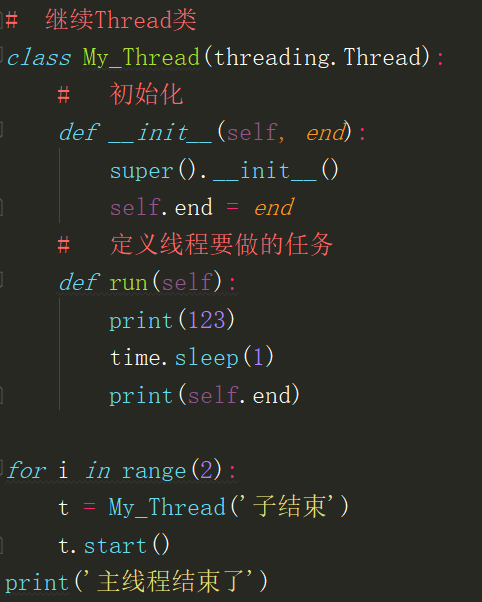 #  继续Thread类
class My_Thread(threading.Thread):
    #   初始化
    def __init__(self, end):
        super().__init__()
        self.end = end
    #   定义线程要做的任务
    def run(self):
        print(123)
        time.sleep(1)
        print(self.end)

for i in range(2):
    t = My_Thread('子结束')
    t.start()
print('主线程结束了')